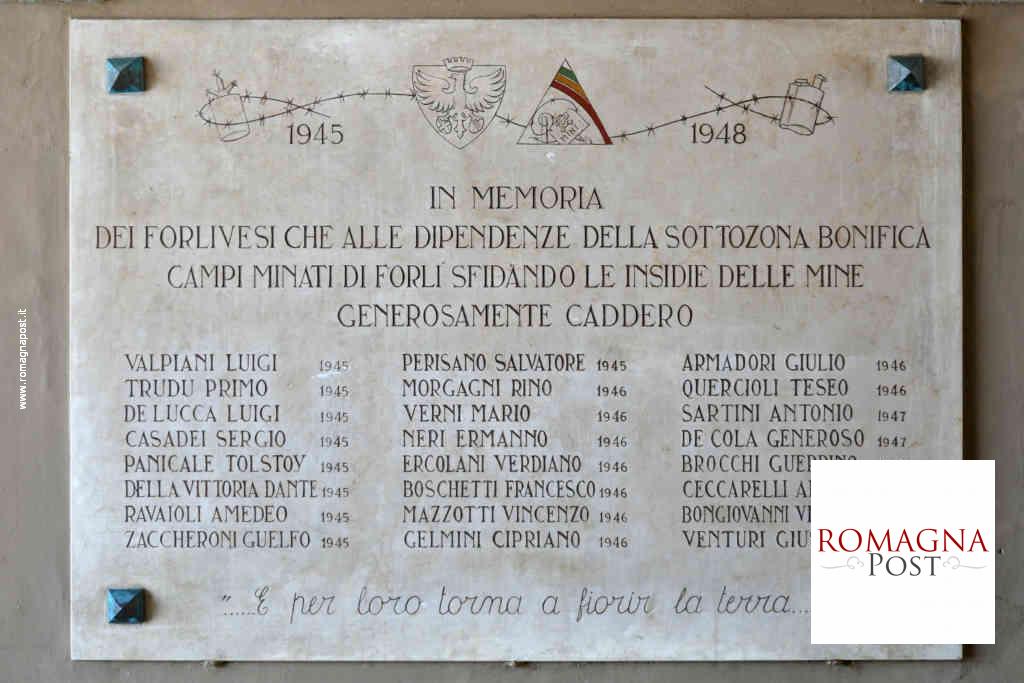 1945 1948
MINE
IN MEMORIA
DEI FORLIVESI CHE ALLE DIPENDENZE DELLA SOTTOZONA BONIFICA
CAMPI MINATI DI FORLÍ SFIDANDO LE INSIDIE DELLE MINE
GENEROSAMENTE CADDERO
VALPIANI LUIGI 1945
TRUDU PRIMO 1945
DE LUCCA LUIGI 1945
CASADEI SERGIO 1945
PANICALE TOLSTOY 1945
DELLA VITTORIA DANTE 1945
RAVAIOLI AMEDEO 1945
ZACCHERONI GUELFO 1945
PERISANO SALVATORE 1945
MORGAGNI RINO 1946
VERNI MARIO 1946
NERI ERMANNO 1946
ERCOLANI VERDIANO 1946
BOSCHETTI FRANCESCO 1946
MAZZOTTI VINCENZO 1946
GELMINI CIPRIANO 1946
ARMADORI GIULIO 1946
QUERCIOLI TESEO 1946
SARTINI ANTONIO 1947
DE COLA GENEROSO 1947
BROCCHI GUERRINO
CECCARELLI
BONGIOVANNI
VENTURI
"......E per loro torna a fiorir la terra....
www.romagnapost.it
ROMAGNA
POST